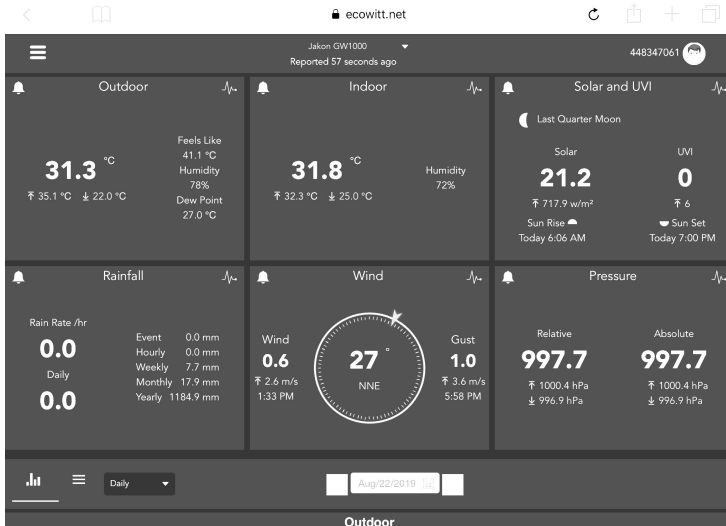 ecowitt.net
Jakon GW1000
Reported 57 seconds ago
448347061
Outdoor
31.3 °C
35.1 °C 22.0 °C
Feels Like
41.1 °C
Humidity
78%
Dew Point
27.0 °C
Indoor
31.8 °C
32.3 °C 25.0 °C
Humidity
72%
Solar and UVI
Last Quarter Moon
Solar
21.2
717.9 w/m²
UVI
0
6
Sun Rise
Today 6:06 AM
Sun Set
Today 7:00 PM
Rainfall
Rain Rate /hr
0.0
Daily
0.0
Event 0.0 mm
Hourly 0.0 mm
Weekly 7.7 mm
Monthly 17.9 mm
Yearly 1184.9 mm
Wind
Wind
0.6
2.6 m/s
1:33 PM
27 °
NNE
Gust
1.0
3.6 m/s
5:58 PM
Pressure
Relative
997.7
1000.4 hPa
996.9 hPa
Absolute
997.7
1000.4 hPa
996.9 hPa
Daily
Aug/22/2019
Outdoor